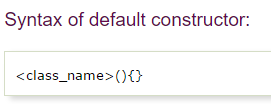 Syntax of default constructor:
<class_name>(){}